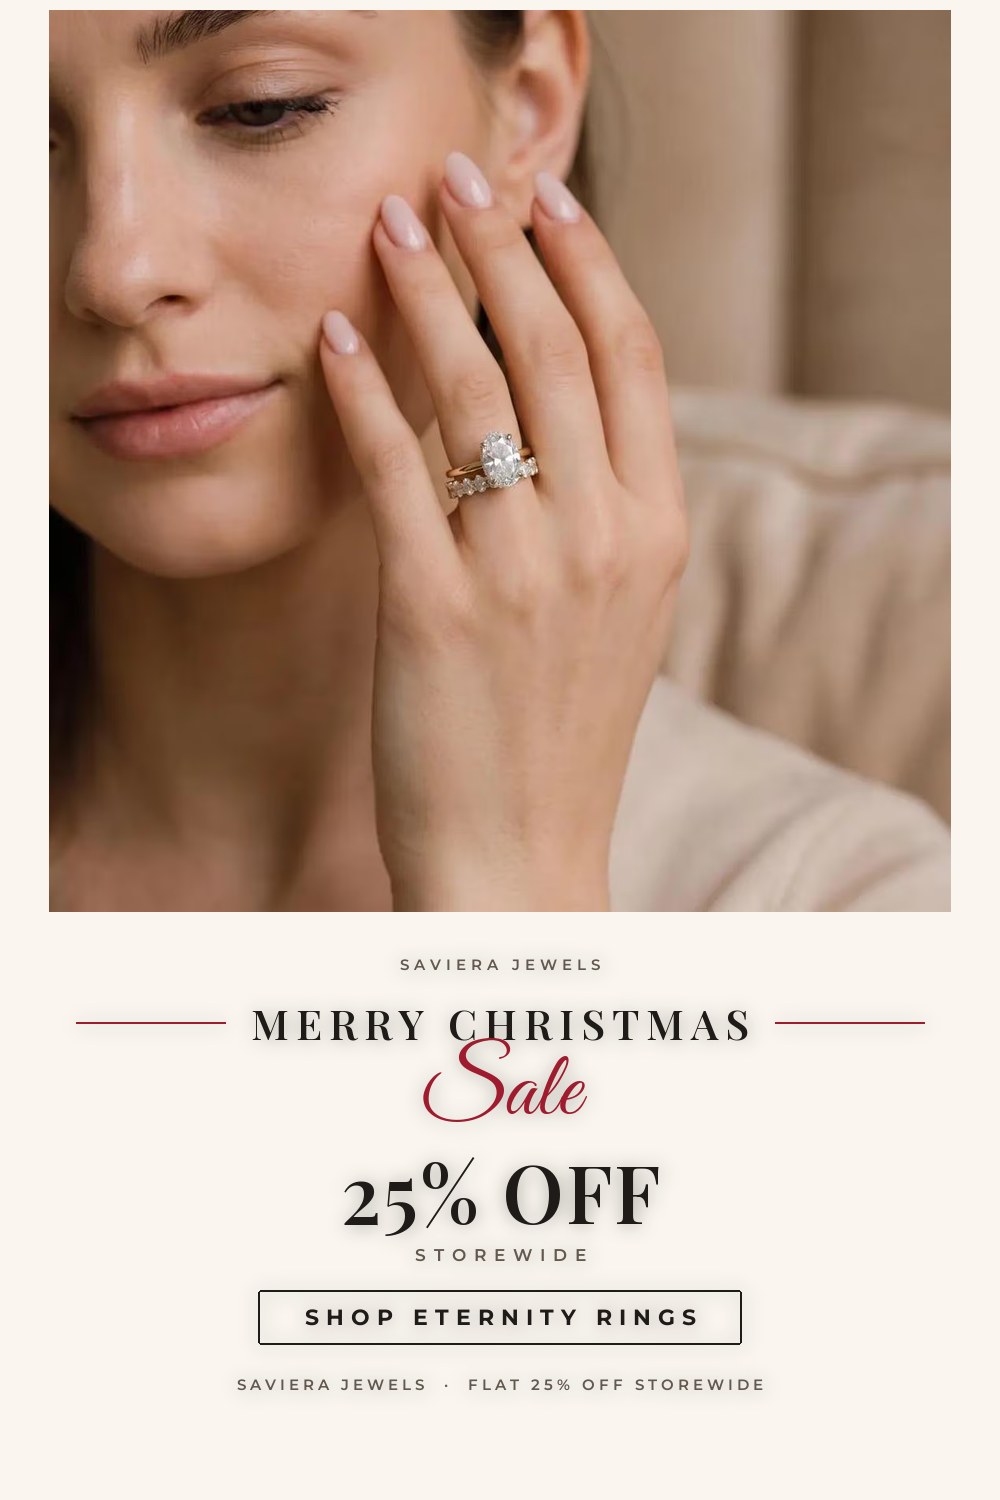 SAVIERA JEWELS
MERRY CHRISTMAS
Sale
25% OFF
STOREWIDE
SHOP ETERNITY RINGS
SAVIERA JEWELS · FLAT 25% OFF STOREWIDE